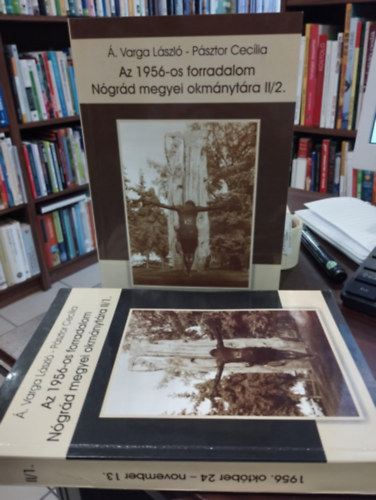 Á. Varga László - Pásztor Cecília
Az 1956-os forradalom
Nógrád megyei okmánytára II/2.
Á. Varga László - Pásztor Cecília
Az 1956-os forradalom
Nógrád megyei okmánytára II/1.
II/1.
1956. október 24 – november 13.